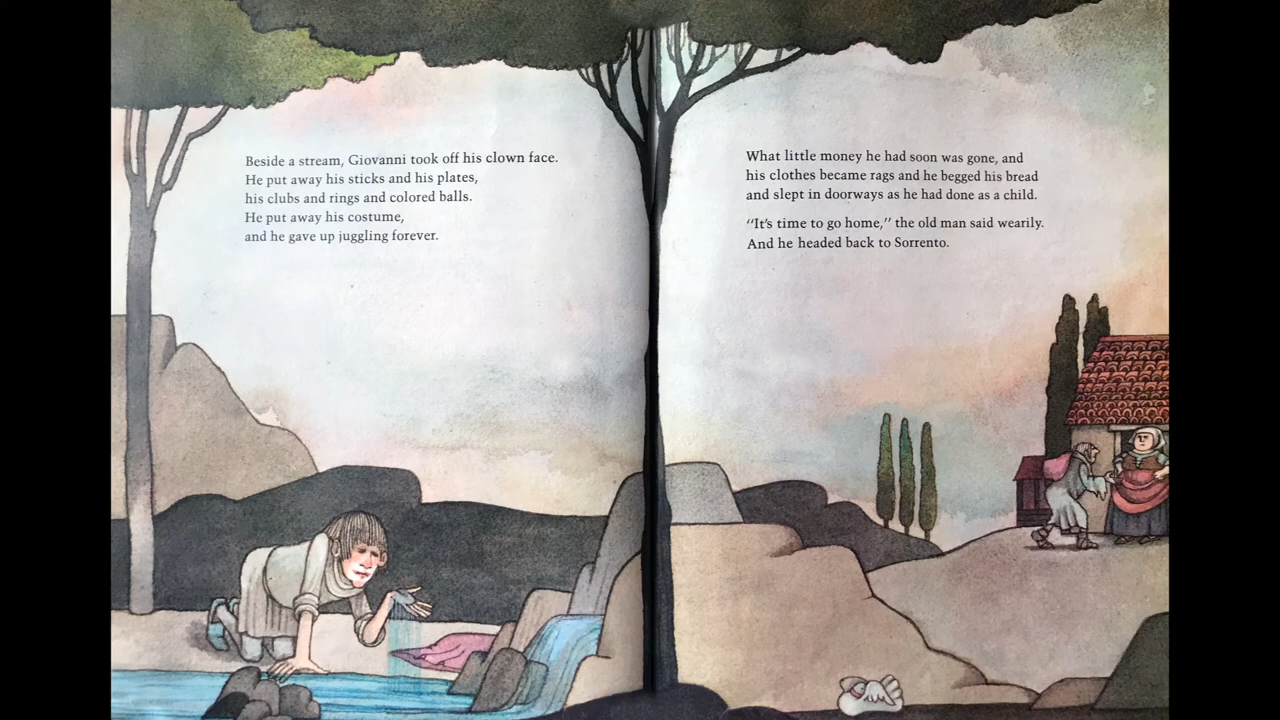 Beside a stream, Giovanni took off his clown face.
He put away his sticks and his plates,
his clubs and rings and colored balls.
He put away his costume,
and he gave up juggling forever.
What little money he had soon was gone, and
his clothes became rags and he begged his bread
and slept in doorways as he had done as a child.
“It’s time to go home,” the old man said wearily.
And he headed back to Sorrento.